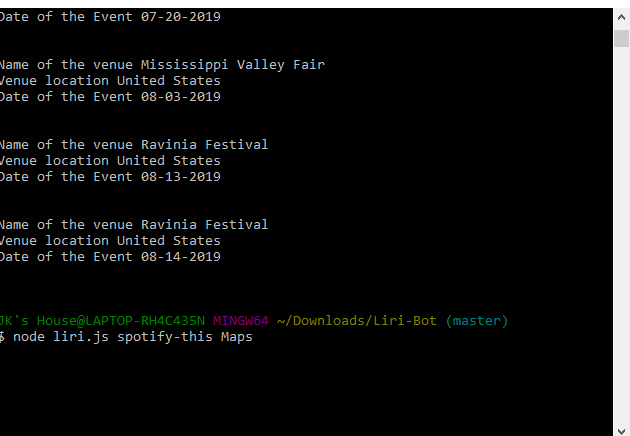 Date of the Event 07-20-2019
Name of the venue Mississippi Valley Fair
Venue location United States
Date of the Event 08-03-2019
Name of the venue Ravinia Festival
Venue location United States
Date of the Event 08-13-2019
Name of the venue Ravinia Festival
Venue location United States
Date of the Event 08-14-2019
JK's House@LAPTOP-RH4C435N MINGW64 ~/Downloads/Liri-Bot (master)
$ node liri.js spotify-this Maps